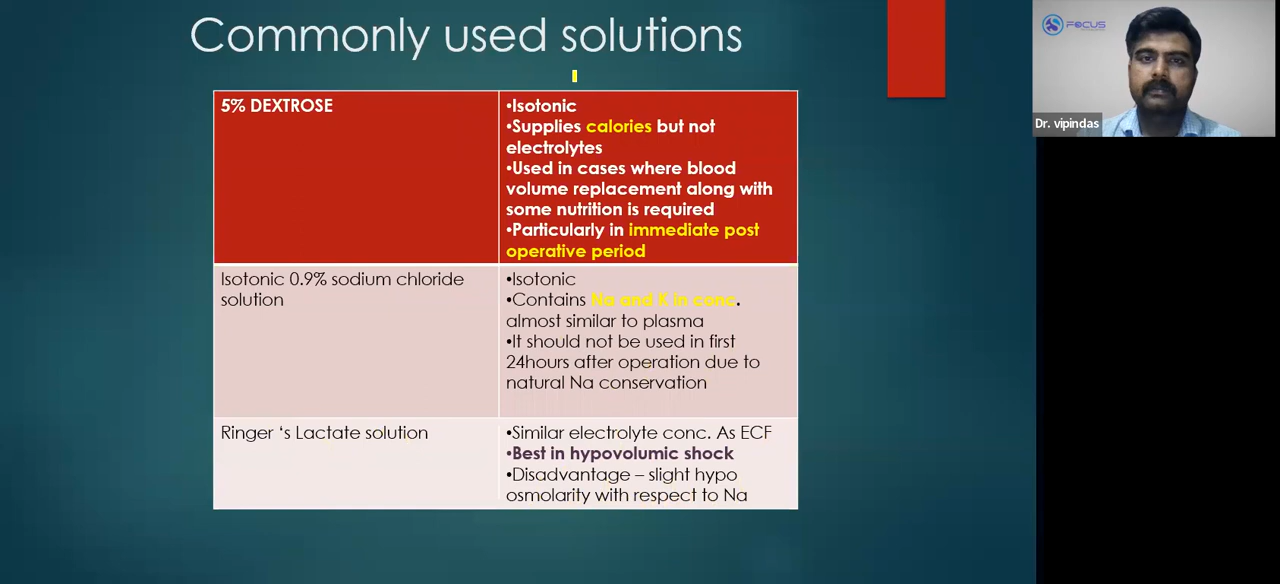 Commonly used solutions
5% DEXTROSE
•Isotonic
•Supplies calories but not
electrolytes
•Used in cases where blood
volume replacement along with
some nutrition is required
•Particularly in immediate post
operative period
Isotonic 0.9% sodium chloride
solution
•Isotonic
•Contains Na and K in conc.
almost similar to plasma
•It should not be used in first
24hours after operation due to
natural Na conservation
Ringer ‘s Lactate solution
•Similar electrolyte conc. As ECF
•Best in hypovolumic shock
•Disadvantage – slight hypo
osmolarity with respect to Na
FOCUS
Dr. vipindas